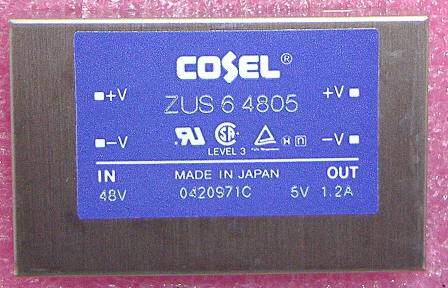 COSEL®
ZUS 6 4805
+V +V
-V -V
LEVEL 3
IN MADE IN JAPAN OUT
48V 0420971C 5V 1.2A